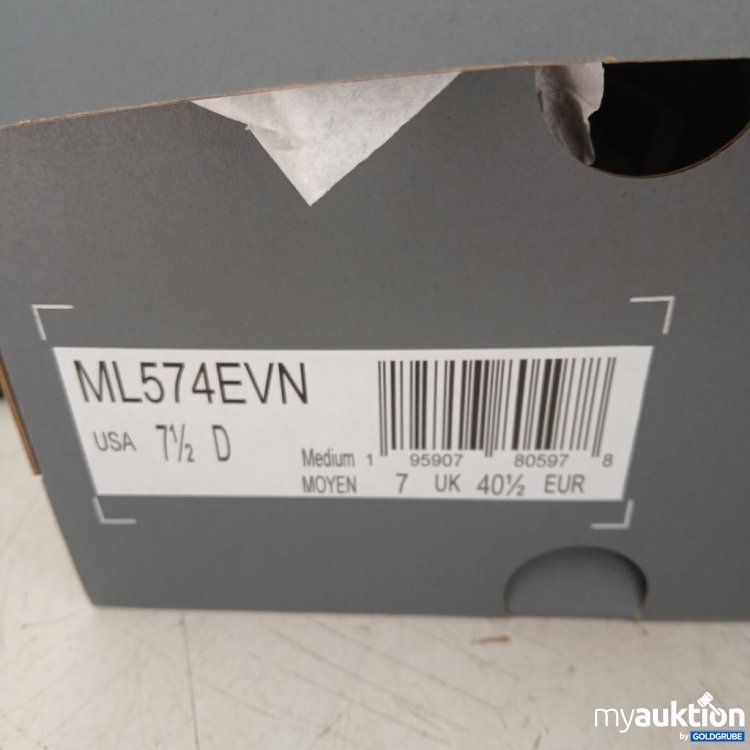 ML574EVN
USA 7½ D
Medium 1 95907 80597 8
MOYEN 7 UK 40½ EUR
myauktion
by GOLDGRUBE